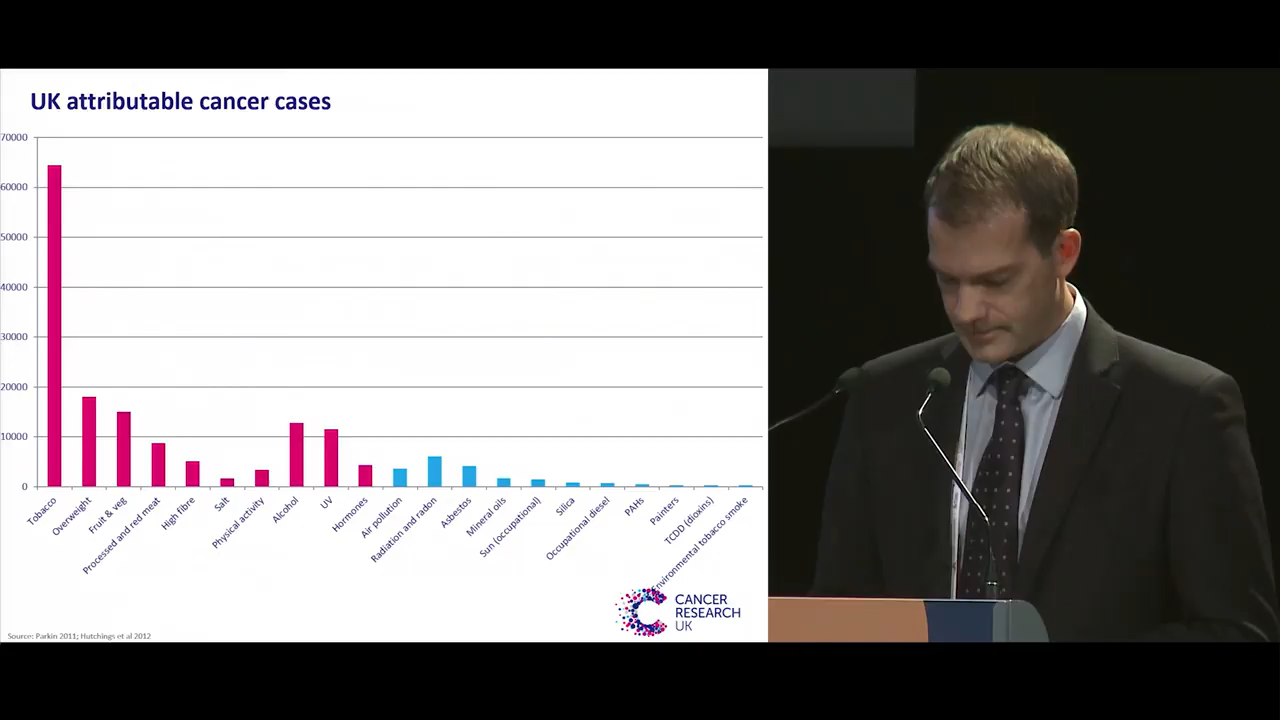 UK attributable cancer cases
70000
60000
50000
40000
30000
20000
10000
0
Tobacco
Overweight
Fruit & veg
Processed and red meat
High fibre
Salt
Physical activity
Alcohol
UV
Hormones
Air pollution
Radiation and radon
Asbestos
Mineral oils
Sun (occupational)
Silica
Occupational diesel
PAHs
Painters
TCDD (dioxins)
Environmental tobacco smoke
CANCER
RESEARCH
UK
Source: Parkin 2011; Hutchings et al 2012